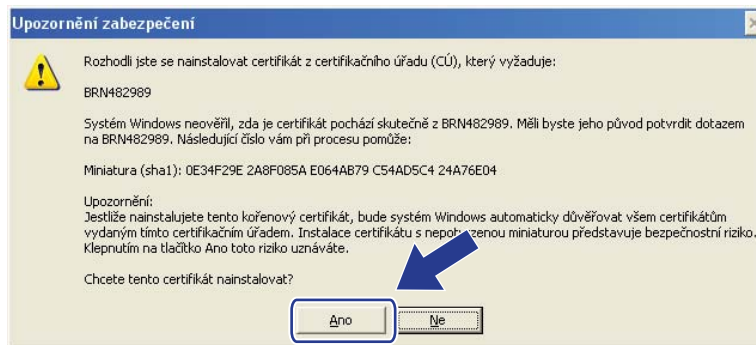 Upozornění zabezpečení
Rozhodli jste se nainstalovat certifikát z certifikačního úřadu (CÚ), který vyžaduje:
BRN482989
Systém Windows neověřil, zda je certifikát pochází skutečně z BRN482989. Měli byste jeho původ potvrdit dotazem
na BRN482989. Následující číslo vám při procesu pomůže:
Miniatura (sha1): 0E34F29E 2A8F085A E064AB79 C54AD5C4 24A76E04
Upozornění:
Jestliže nainstalujete tento kořenový certifikát, bude systém Windows automaticky důvěřovat všem certifikátům
vydaným tímto certifikačním úřadem. Instalace certifikátu s nepotvrzenou miniaturou představuje bezpečnostní riziko.
Klepnutím na tlačítko Ano toto riziko uznáváte.
Chcete tento certifikát nainstalovat?
Ano
Ne